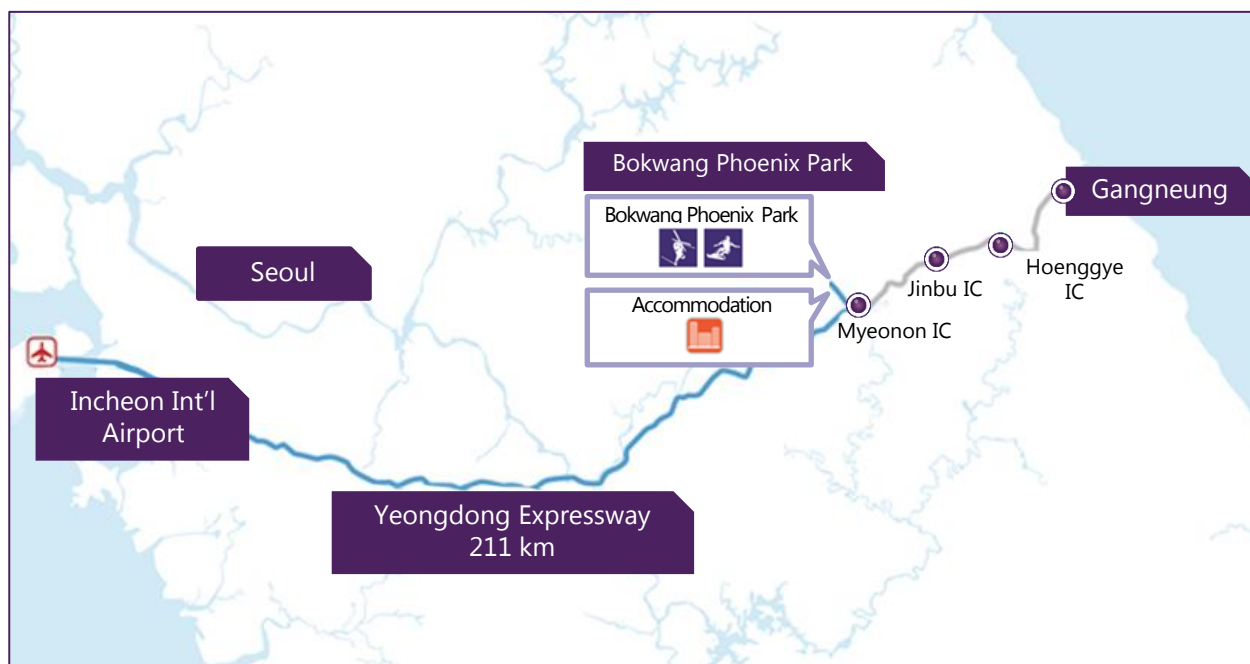 Bokwang Phoenix Park
Bokwang Phoenix Park
Gangneung
Seoul
Accommodation
Jinbu IC
Hoenggye
IC
Myeonon IC
Incheon Int'l
Airport
Yeongdong Expressway
211 km